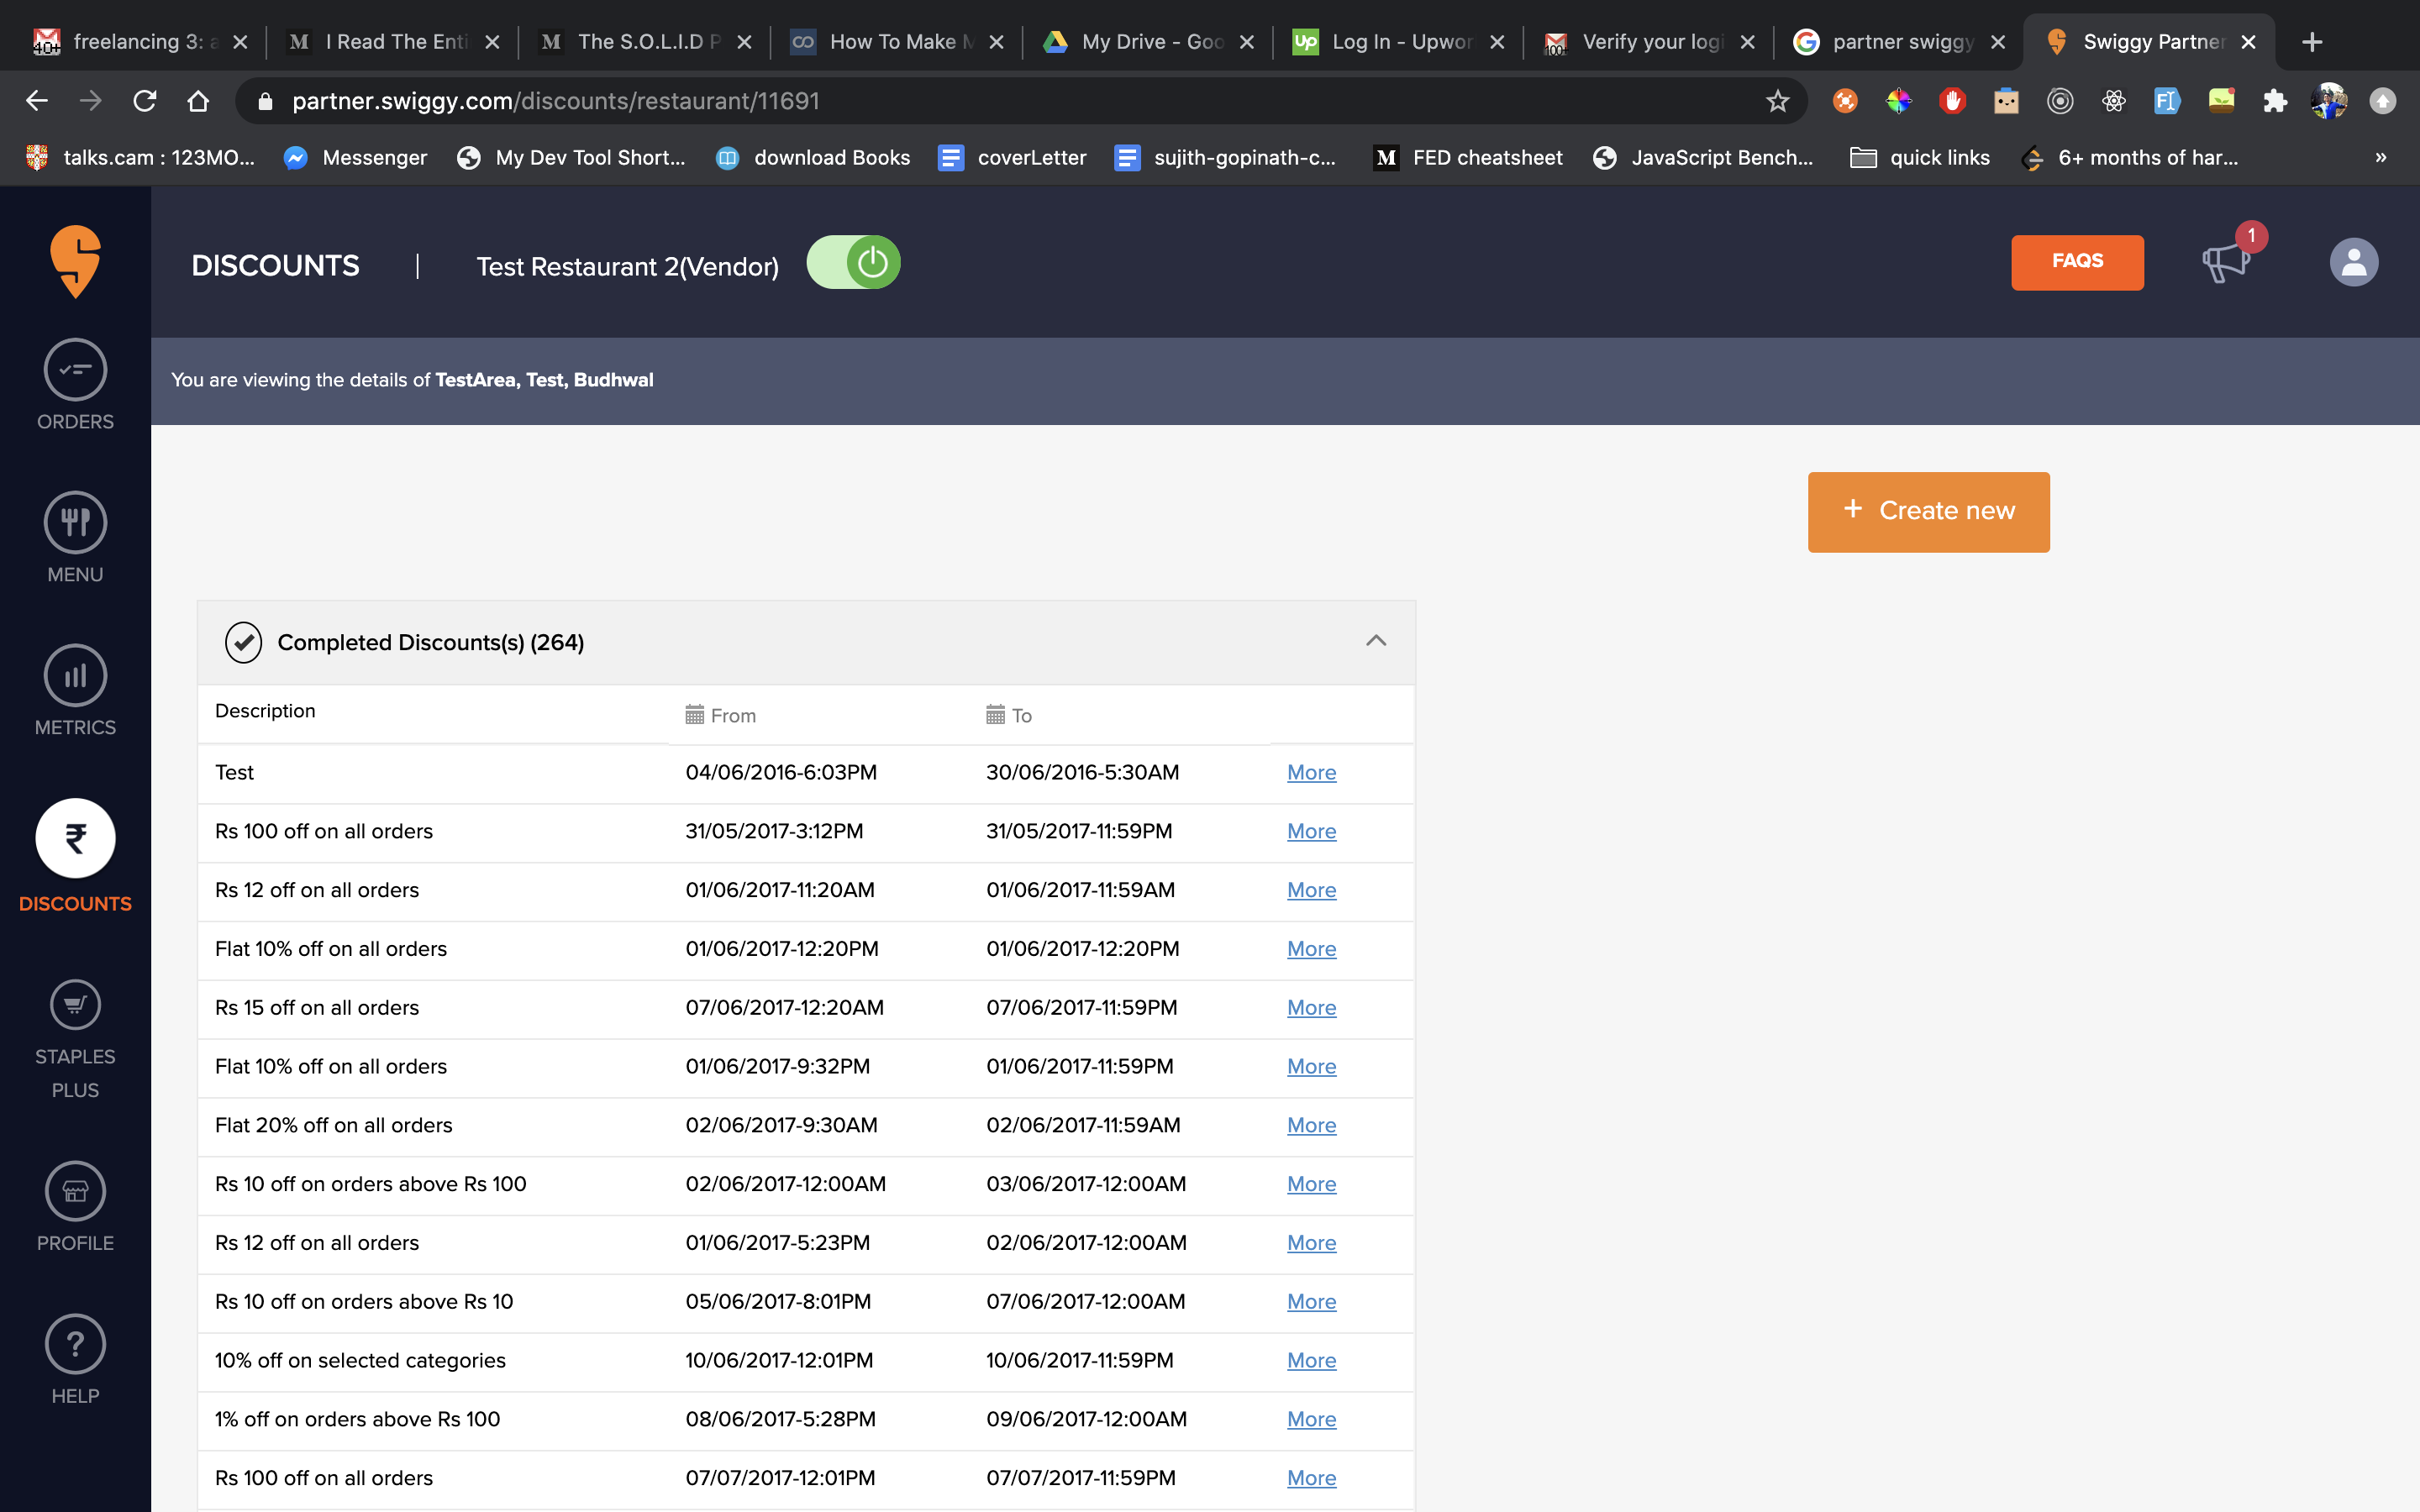 freelancing 3: a
I Read The Enti
The S.O.L.I.D P
How To Make M
My Drive - Goo
Log In - Upwor
Verify your logi
partner swiggy
Swiggy Partner
partner.swiggy.com/discounts/restaurant/11691
talks.cam : 123MO...
Messenger
My Dev Tool Short...
download Books
coverLetter
sujith-gopinath-c...
FED cheatsheet
JavaScript Bench...
quick links
6+ months of har...
»
DISCOUNTS | Test Restaurant 2(Vendor)
FAQS
1
You are viewing the details of TestArea, Test, Budhwal
ORDERS
MENU
METRICS
₹
DISCOUNTS
STAPLES
PLUS
PROFILE
?
HELP
+ Create new
Completed Discounts(s) (264)
Description From To
Test 04/06/2016-6:03PM 30/06/2016-5:30AM More
Rs 100 off on all orders 31/05/2017-3:12PM 31/05/2017-11:59PM More
Rs 12 off on all orders 01/06/2017-11:20AM 01/06/2017-11:59AM More
Flat 10% off on all orders 01/06/2017-12:20PM 01/06/2017-12:20PM More
Rs 15 off on all orders 07/06/2017-12:20AM 07/06/2017-11:59PM More
Flat 10% off on all orders 01/06/2017-9:32PM 01/06/2017-11:59PM More
Flat 20% off on all orders 02/06/2017-9:30AM 02/06/2017-11:59AM More
Rs 10 off on orders above Rs 100 02/06/2017-12:00AM 03/06/2017-12:00AM More
Rs 12 off on all orders 01/06/2017-5:23PM 02/06/2017-12:00AM More
Rs 10 off on orders above Rs 10 05/06/2017-8:01PM 07/06/2017-12:00AM More
10% off on selected categories 10/06/2017-12:01PM 10/06/2017-11:59PM More
1% off on orders above Rs 100 08/06/2017-5:28PM 09/06/2017-12:00AM More
Rs 100 off on all orders 07/07/2017-12:01PM 07/07/2017-11:59PM More